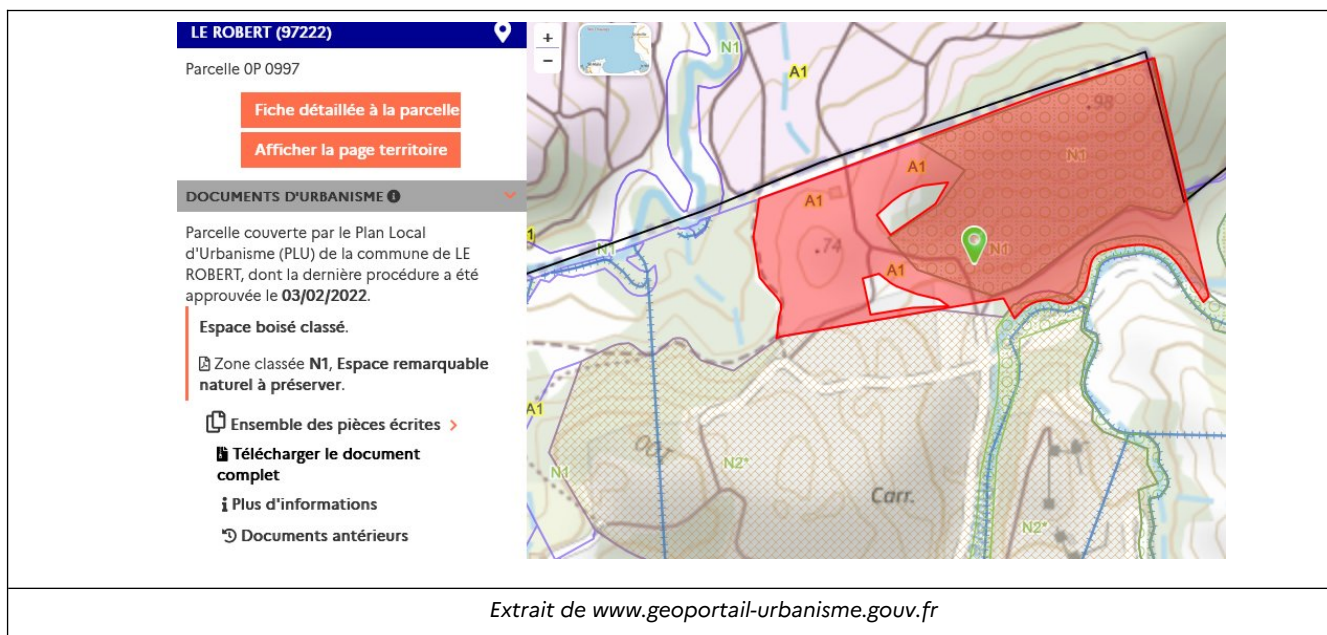 LE ROBERT (97222)
Parcelle 0P 0997
Fiche détaillée à la parcelle
Afficher la page territoire
DOCUMENTS D'URBANISME
Parcelle couverte par le Plan Local
d'Urbanisme (PLU) de la commune de LE
ROBERT, dont la dernière procédure a été
approuvée le 03/02/2022.
Espace boisé classé.
Zone classée N1, Espace remarquable
naturel à préserver.
Ensemble des pièces écrites >
Télécharger le document
complet
Plus d'informations
Documents antérieurs
+
−
N1
A1
.98
N1
A1
A1
.74
N1
A1
N1
1
A1
N1
N2*
Carr.
N2*
Extrait de www.geoportail-urbanisme.gouv.fr